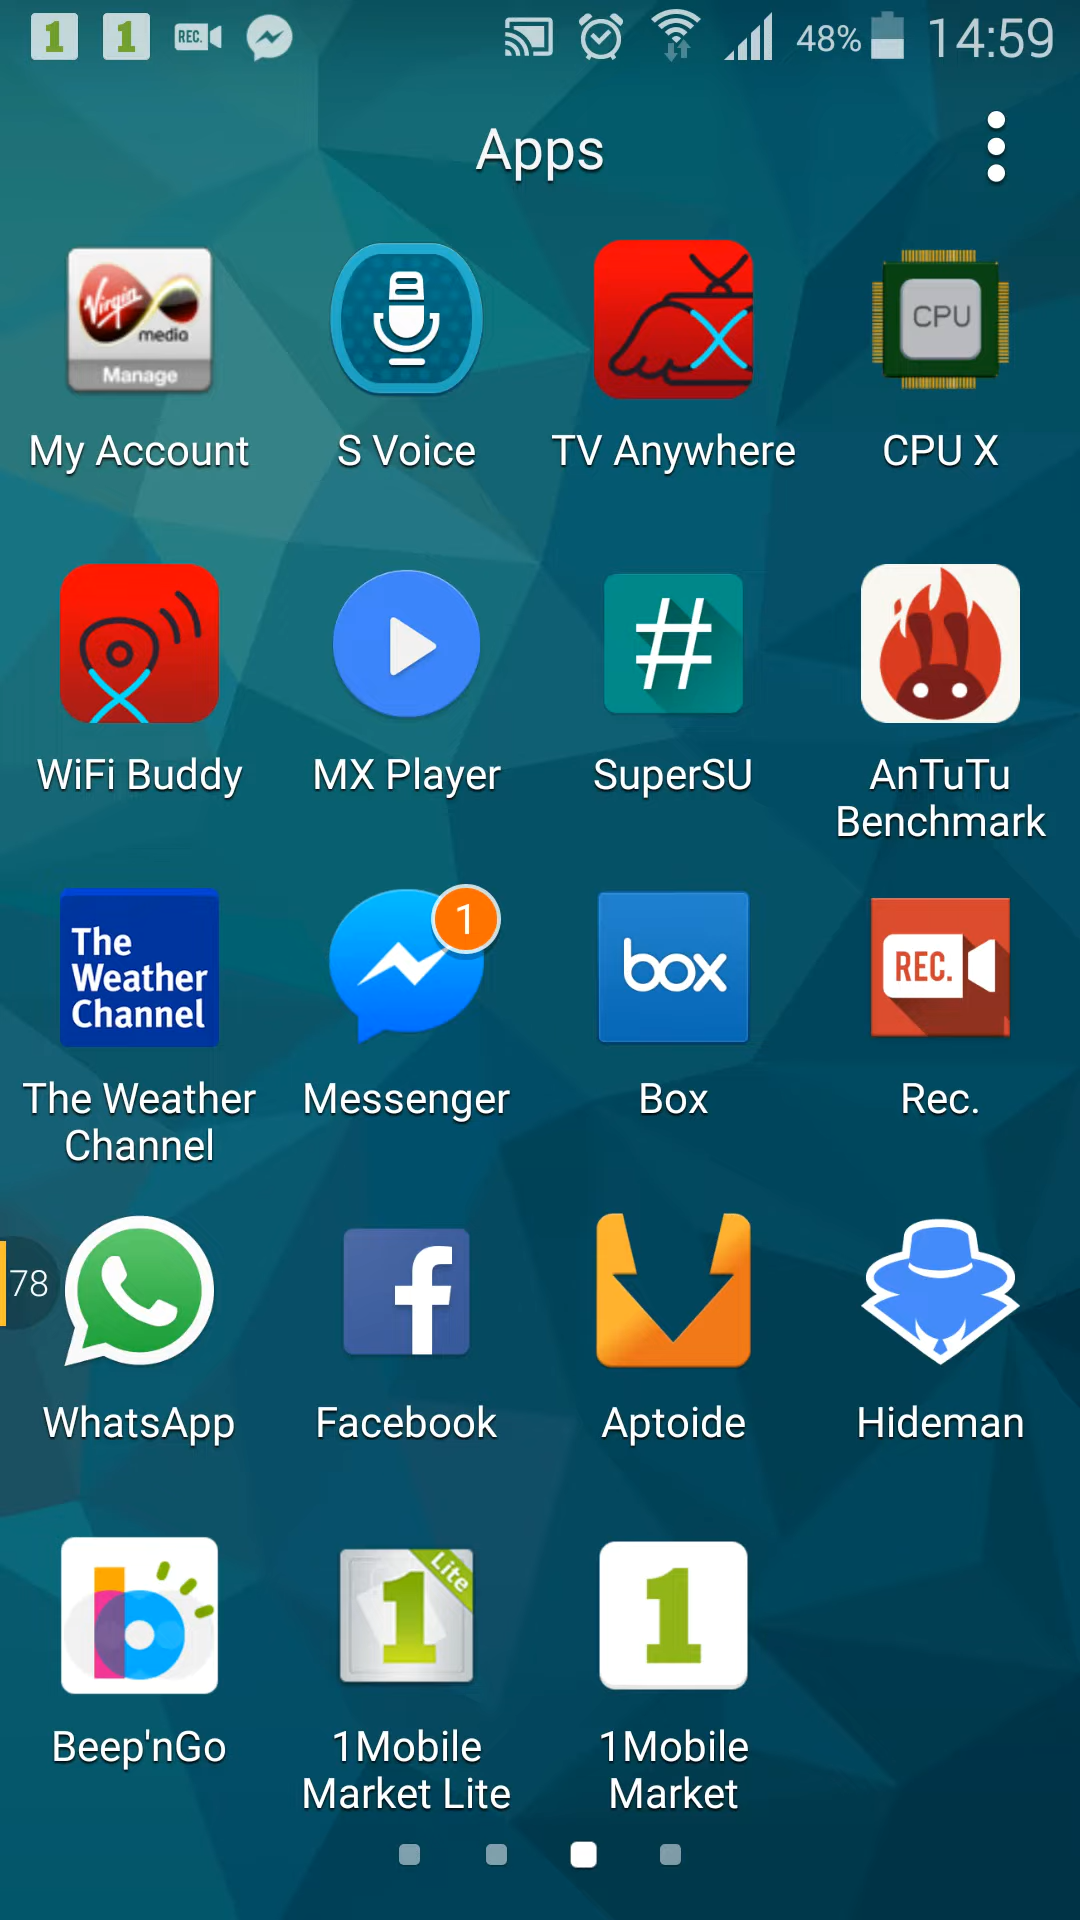 1 1 REC. 48% 14:59
Apps
Virgin
media
Manage
CPU
My Account S Voice TV Anywhere CPU X
#
WiFi Buddy MX Player SuperSU AnTuTu
Benchmark
The
Weather
Channel
1
box
REC.
The Weather
Channel
Messenger Box Rec.
78
f
WhatsApp Facebook Aptoide Hideman
b
1 Lite
1
Beep'nGo 1Mobile
Market Lite
1Mobile
Market